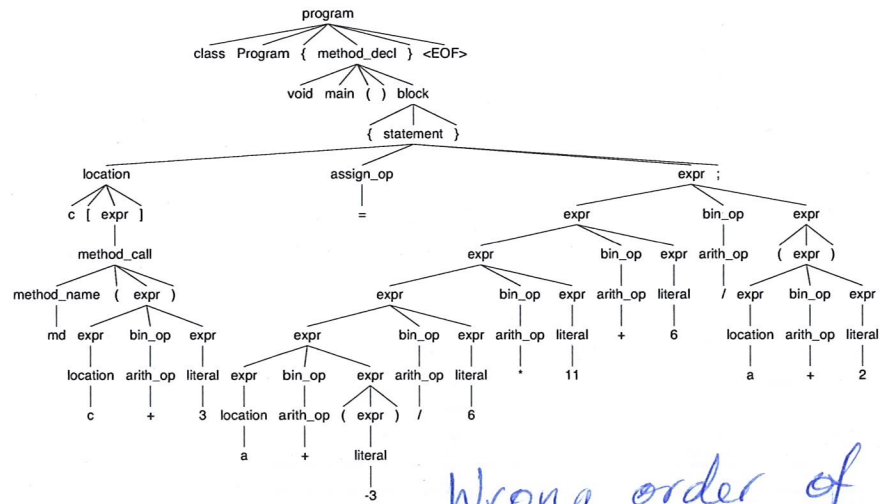 program
class Program { method_decl } <EOF>
void main ( ) block
{ statement }
location assign_op expr ;
c [ expr ] = expr bin_op expr
method_call expr bin_op expr arith_op ( expr )
method_name ( expr ) expr bin_op expr arith_op literal / expr bin_op expr
md expr bin_op expr expr bin_op expr arith_op literal + 6 location arith_op literal
location arith_op literal expr bin_op expr arith_op literal * 11 a + 2
c + 3 location arith_op ( expr ) / 6
a + literal
-3
Wrong order of